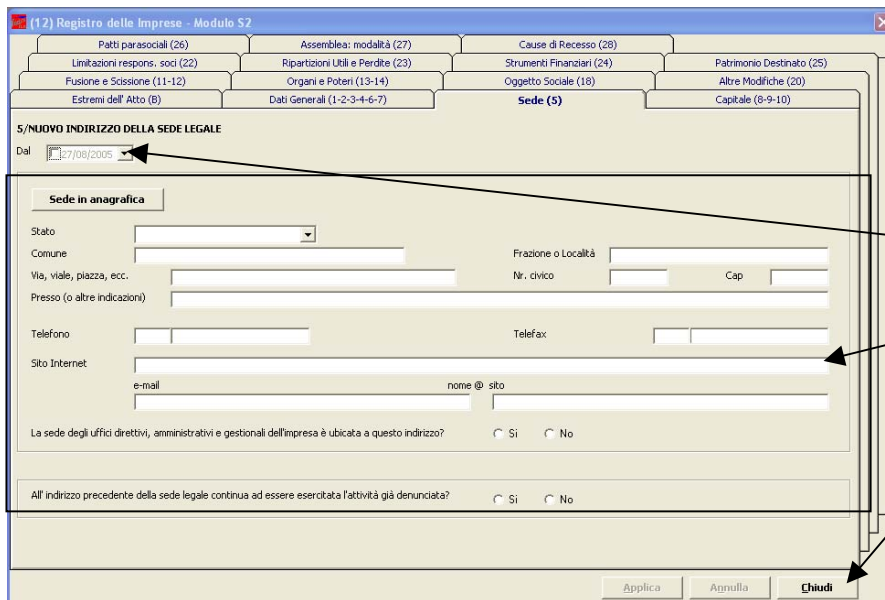 (12) Registro delle Imprese - Modulo S2
Patti parasociali (26) Assemblea: modalità (27) Cause di Recesso (28)
Limitazioni respons. soci (22) Ripartizioni Utili e Perdite (23) Strumenti Finanziari (24) Patrimonio Destinato (25)
Fusione e Scissione (11-12) Organi e Poteri (13-14) Oggetto Sociale (18) Altre Modifiche (20)
Estremi dell' Atto (B) Dati Generali (1-2-3-4-6-7) Sede (5) Capitale (8-9-10)
5/NUOVO INDIRIZZO DELLA SEDE LEGALE
Dal 27/08/2005
Sede in anagrafica
Stato
Comune Frazione o Località
Via, viale, piazza, ecc. Nr. civico Cap
Presso (o altre indicazioni)
Telefono Telefax
Sito Internet
e-mail nome @ sito
La sede degli uffici direttivi, amministrativi e gestionali dell'impresa è ubicata a questo indirizzo? Si No
All' indirizzo precedente della sede legale continua ad essere esercitata l'attività già denunciata? Si No
Applica Annulla Chiudi